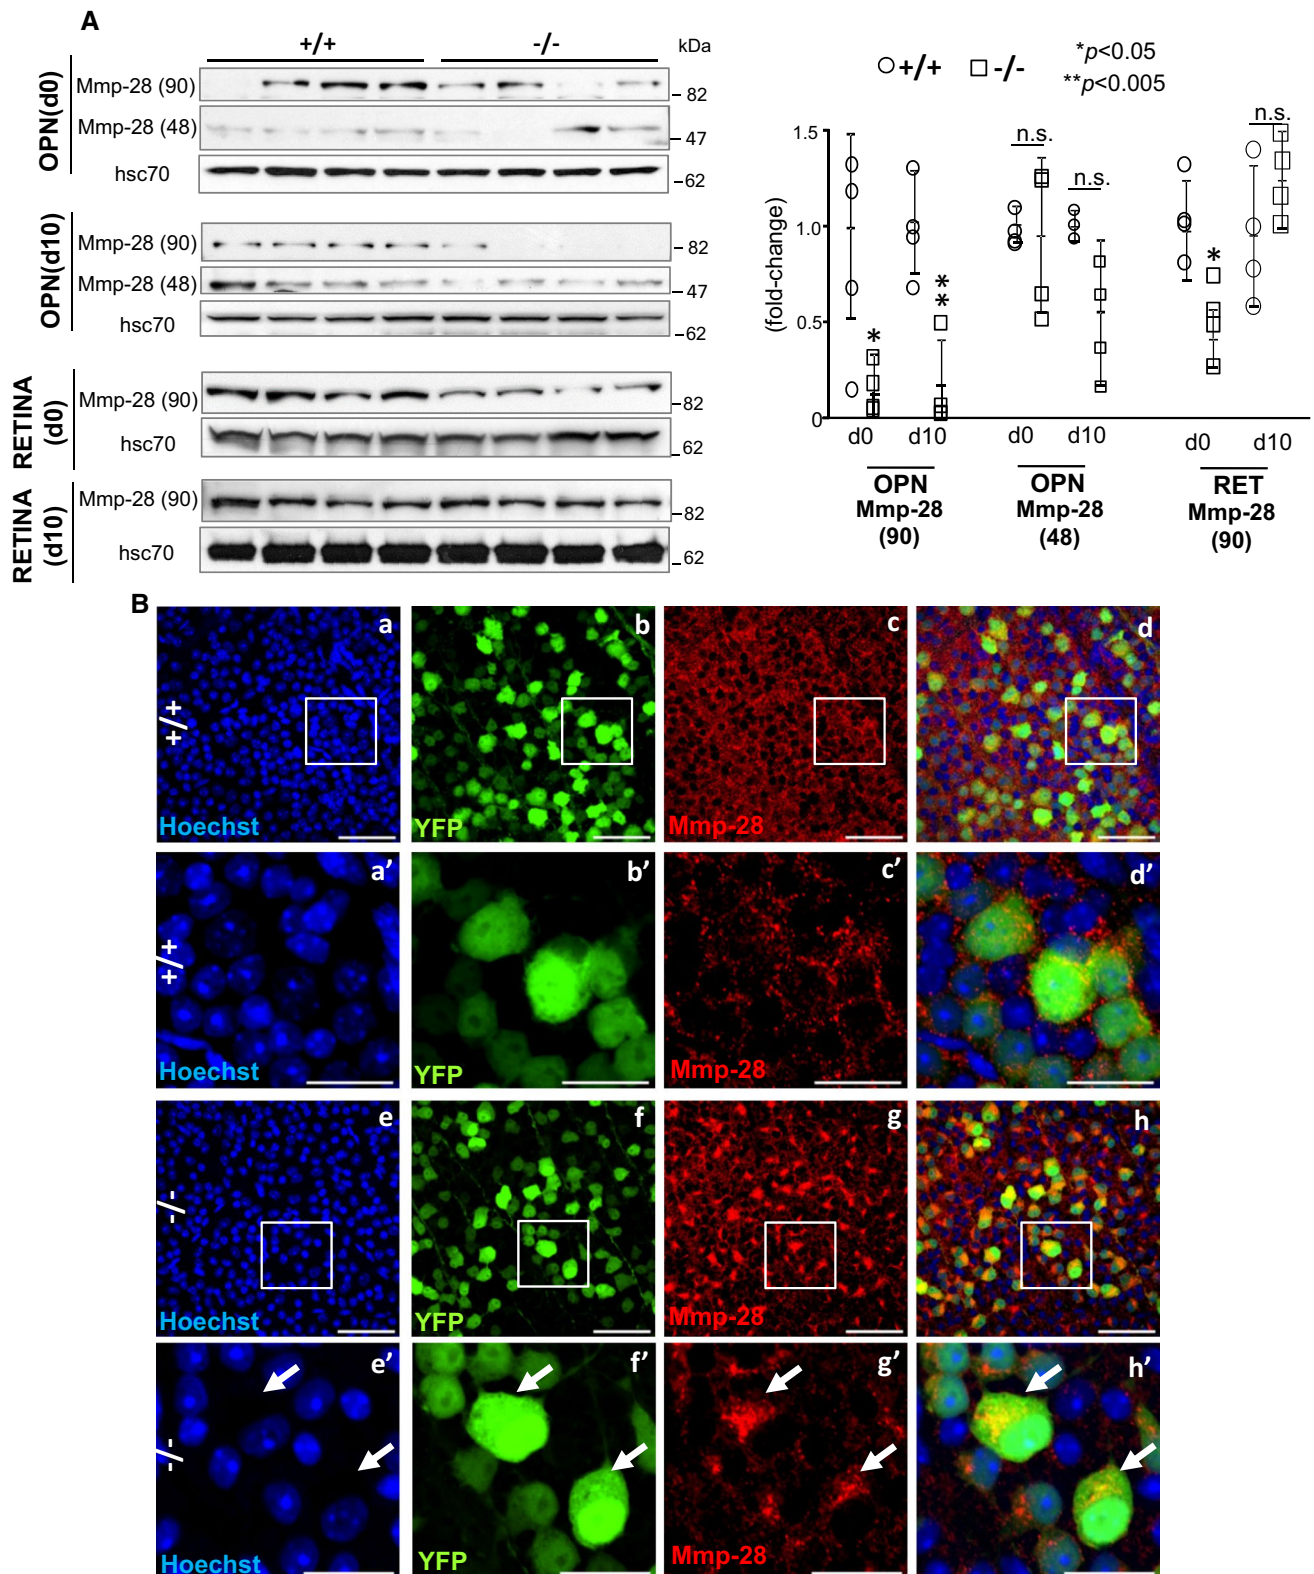 A
+/+ -/- kDa
OPN(d0)
Mmp-28 (90)
82
Mmp-28 (48)
47
hsc70
62
OPN(d10)
Mmp-28 (90)
82
Mmp-28 (48)
47
hsc70
62
RETINA
(d0)
Mmp-28 (90)
82
hsc70
62
RETINA
(d10)
Mmp-28 (90)
82
hsc70
62
+/+ -/-
*p<0.05
**p<0.005
(fold-change)
1.5
1.0
0.5
0
*
**
n.s.
n.s.
*
n.s.
d0 d10 d0 d10 d0 d10
OPN
Mmp-28
(90)
OPN
Mmp-28
(48)
RET
Mmp-28
(90)
B
+/+
a
Hoechst
b
YFP
c
Mmp-28
d
+/+
a'
Hoechst
b'
YFP
c'
Mmp-28
d'
-/-
e
Hoechst
f
YFP
g
Mmp-28
h
-/-
e'
Hoechst
f'
YFP
g'
Mmp-28
h'